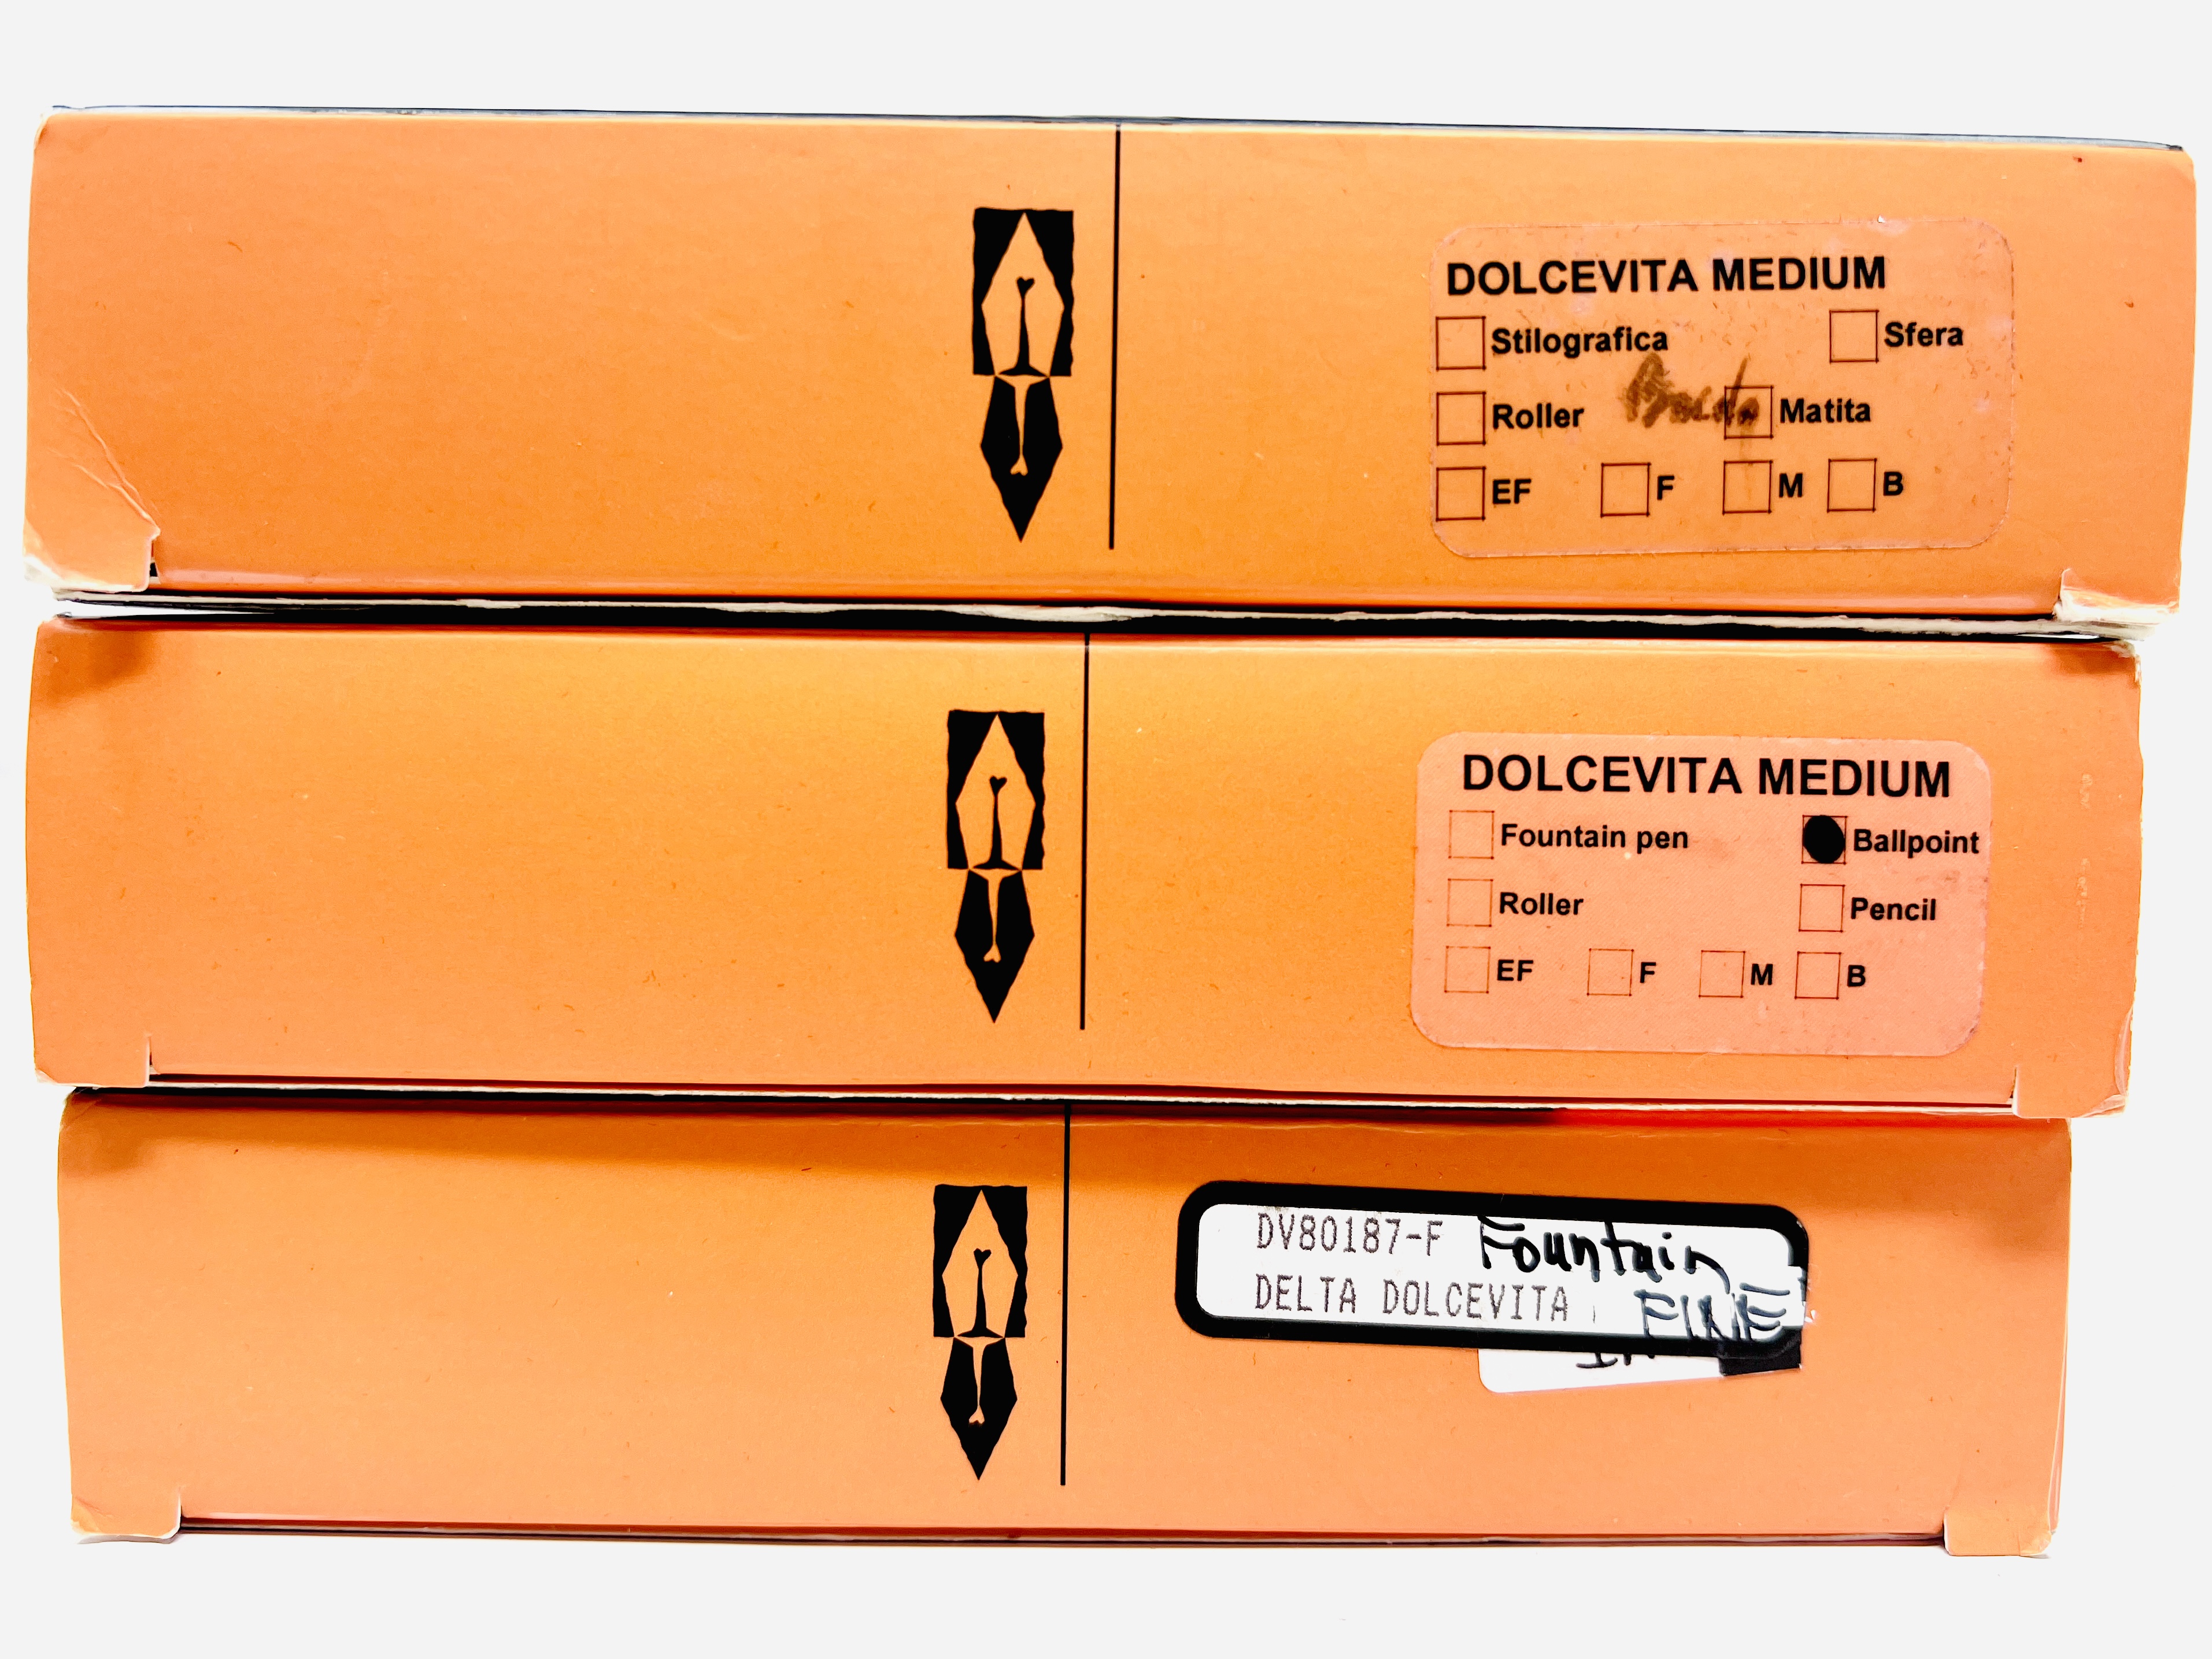 DOLCEVITA MEDIUM
Stilografica Sfera
Roller Matita
EF F M B
DOLCEVITA MEDIUM
Fountain pen Ballpoint
Roller Pencil
EF F M B
DV80187-F Fountain
DELTA DOLCEVITA FINE